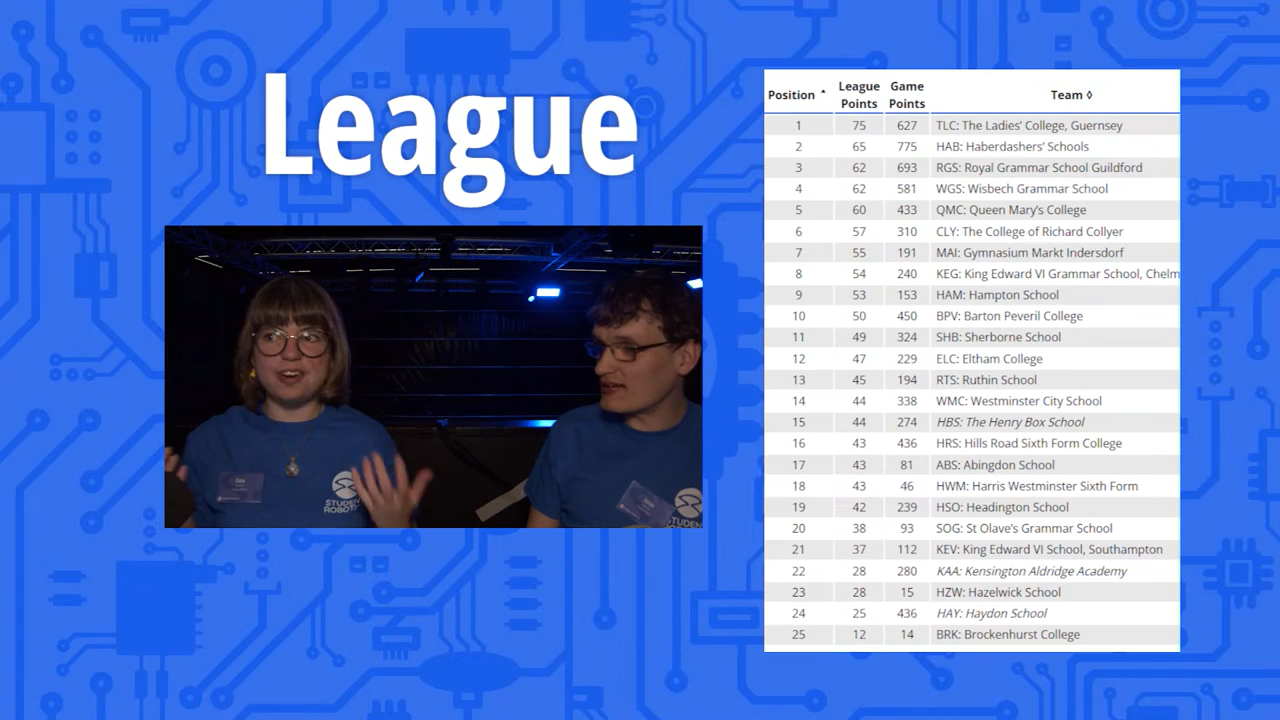 League
Position League Points Game Points Team ◊
1 75 627 TLC: The Ladies’ College, Guernsey
2 65 775 HAB: Haberdashers’ Schools
3 62 693 RGS: Royal Grammar School Guildford
4 62 581 WGS: Wisbech Grammar School
5 60 433 QMC: Queen Mary’s College
6 57 310 CLY: The College of Richard Collyer
7 55 191 MAI: Gymnasium Markt Indersdorf
8 54 240 KEG: King Edward VI Grammar School, Chelm
9 53 153 HAM: Hampton School
10 50 450 BPV: Barton Peveril College
11 49 324 SHB: Sherborne School
12 47 229 ELC: Eltham College
13 45 194 RTS: Ruthin School
14 44 338 WMC: Westminster City School
15 44 274 HBS: The Henry Box School
16 43 436 HRS: Hills Road Sixth Form College
17 43 81 ABS: Abingdon School
18 43 46 HWM: Harris Westminster Sixth Form
19 42 239 HSO: Headington School
20 38 93 SOG: St Olave’s Grammar School
21 37 112 KEV: King Edward VI School, Southampton
22 28 280 KAA: Kensington Aldridge Academy
23 28 15 HZW: Hazelwick School
24 25 436 HAY: Haydon School
25 12 14 BRK: Brockenhurst College
STUDEN
ROBOT
STUDEN